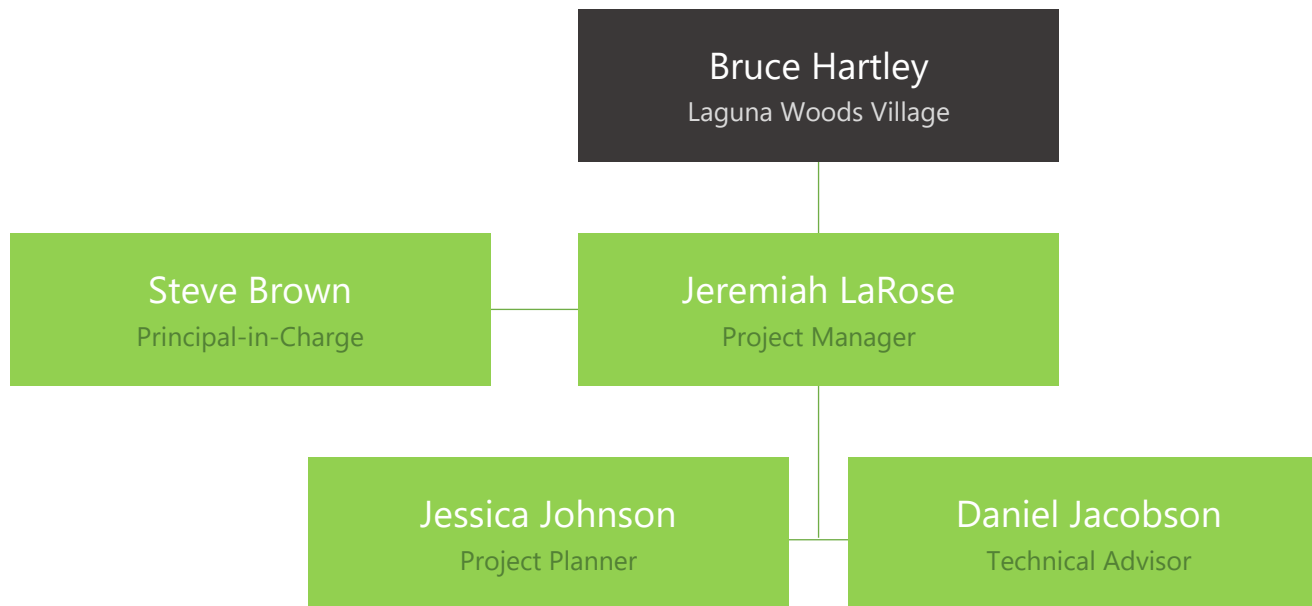 Bruce Hartley
Laguna Woods Village
Steve Brown
Principal-in-Charge
Jeremiah LaRose
Project Manager
Jessica Johnson
Project Planner
Daniel Jacobson
Technical Advisor